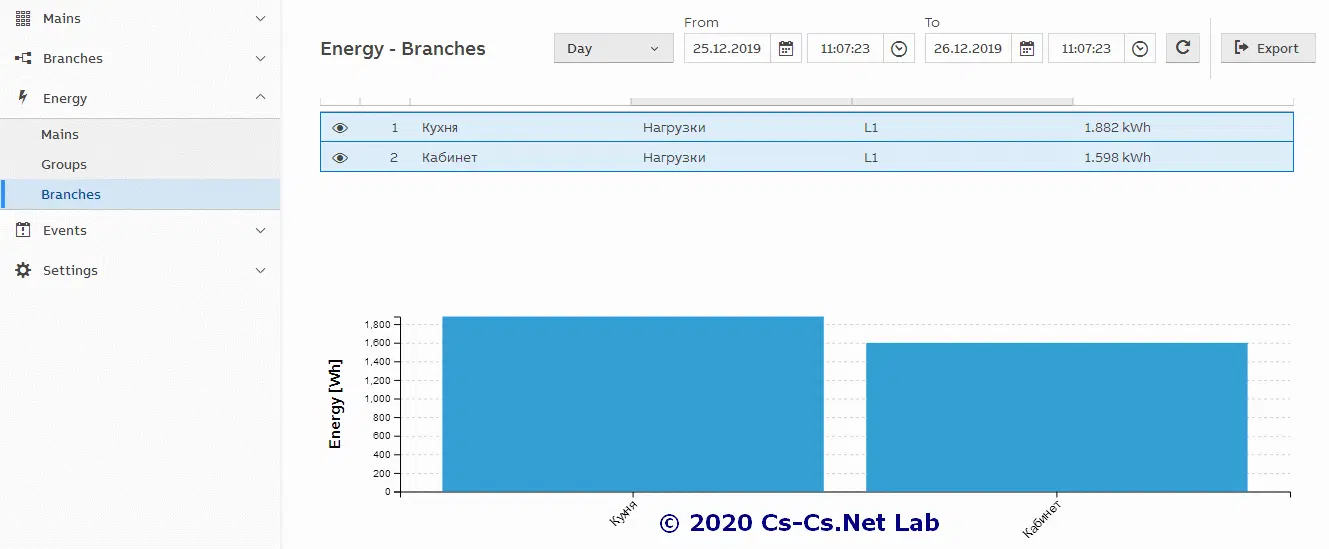 Mains
Branches
Energy
Mains
Groups
Branches
Events
Settings
Energy - Branches
Day
From
25.12.2019
11:07:23
To
26.12.2019
11:07:23
Export
1 Кухня Нагрузки L1 1.882 kWh
2 Кабинет Нагрузки L1 1.598 kWh
Energy [Wh]
1,800
1,600
1,400
1,200
1,000
800
600
400
200
0
Кухня
Кабинет
© 2020 Cs-Cs.Net Lab